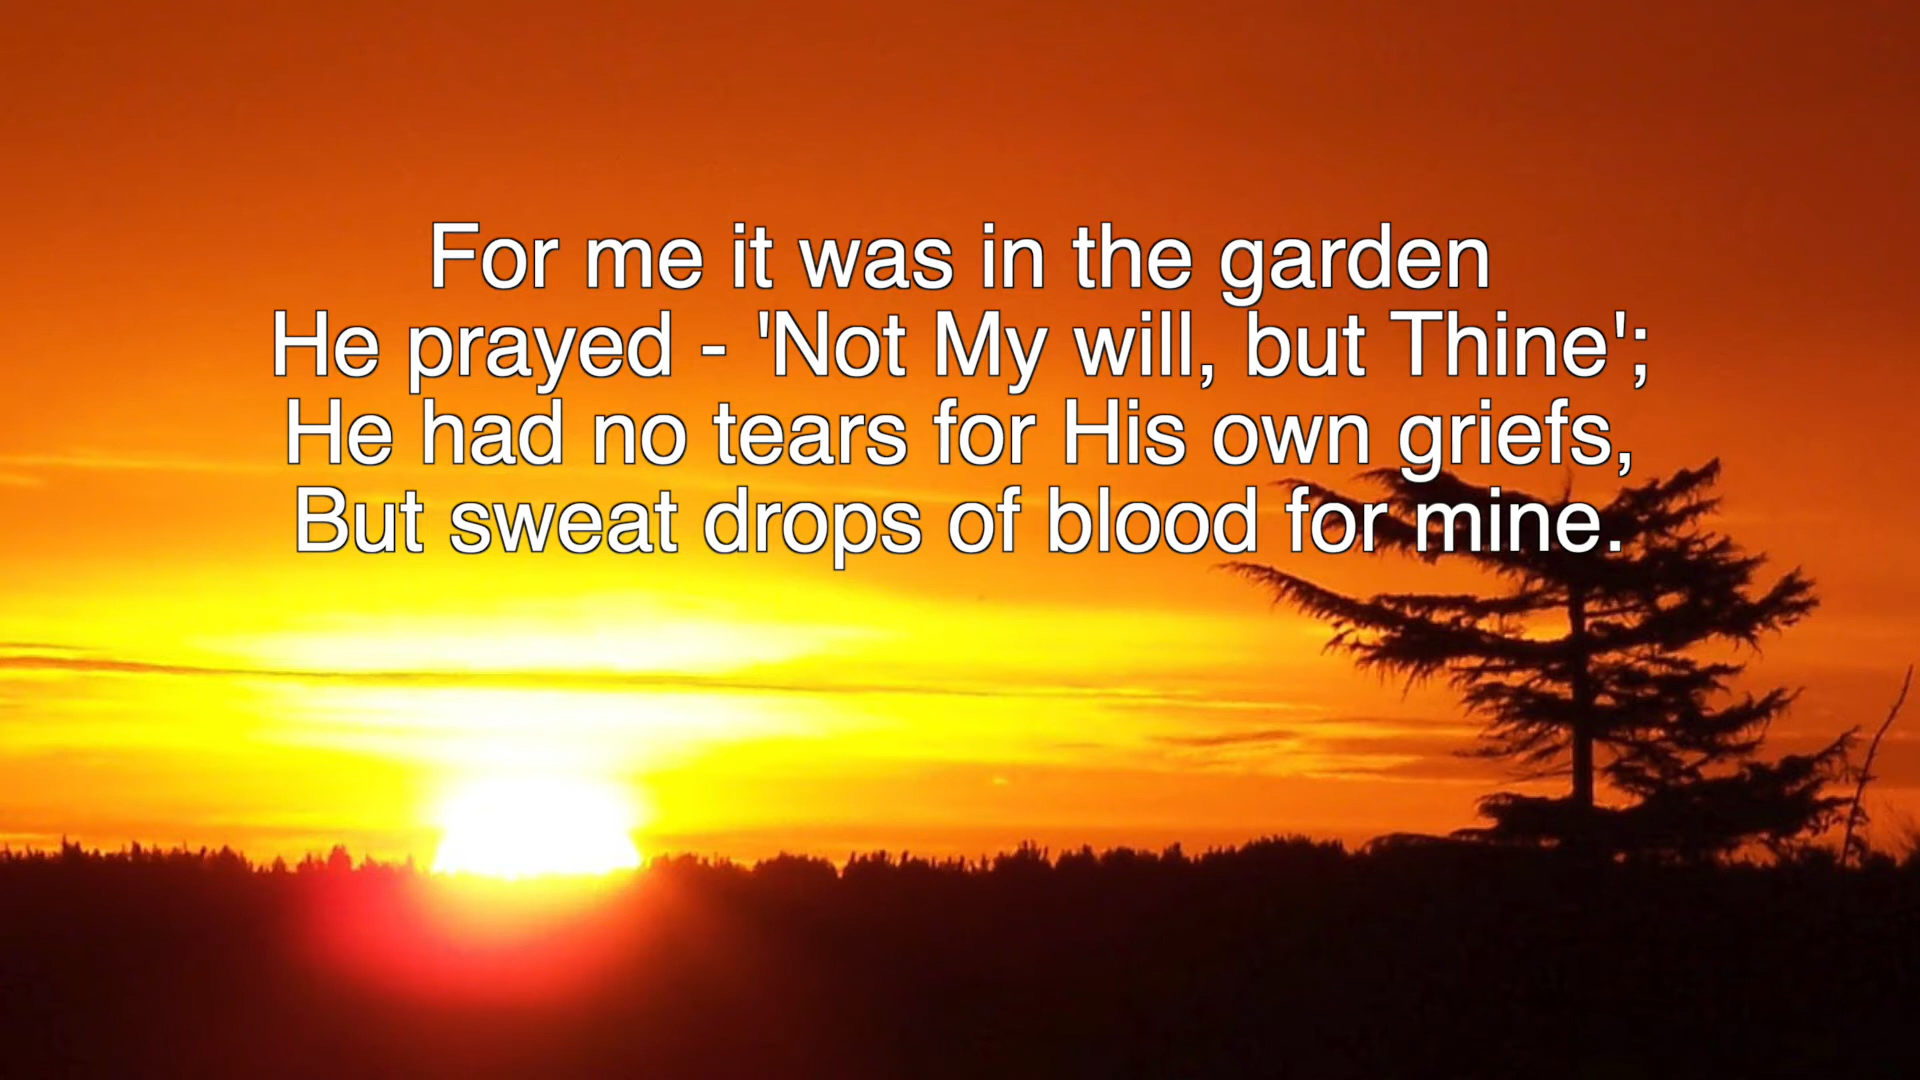 For me it was in the garden
He prayed - 'Not My will, but Thine';
He had no tears for His own griefs,
But sweat drops of blood for mine.